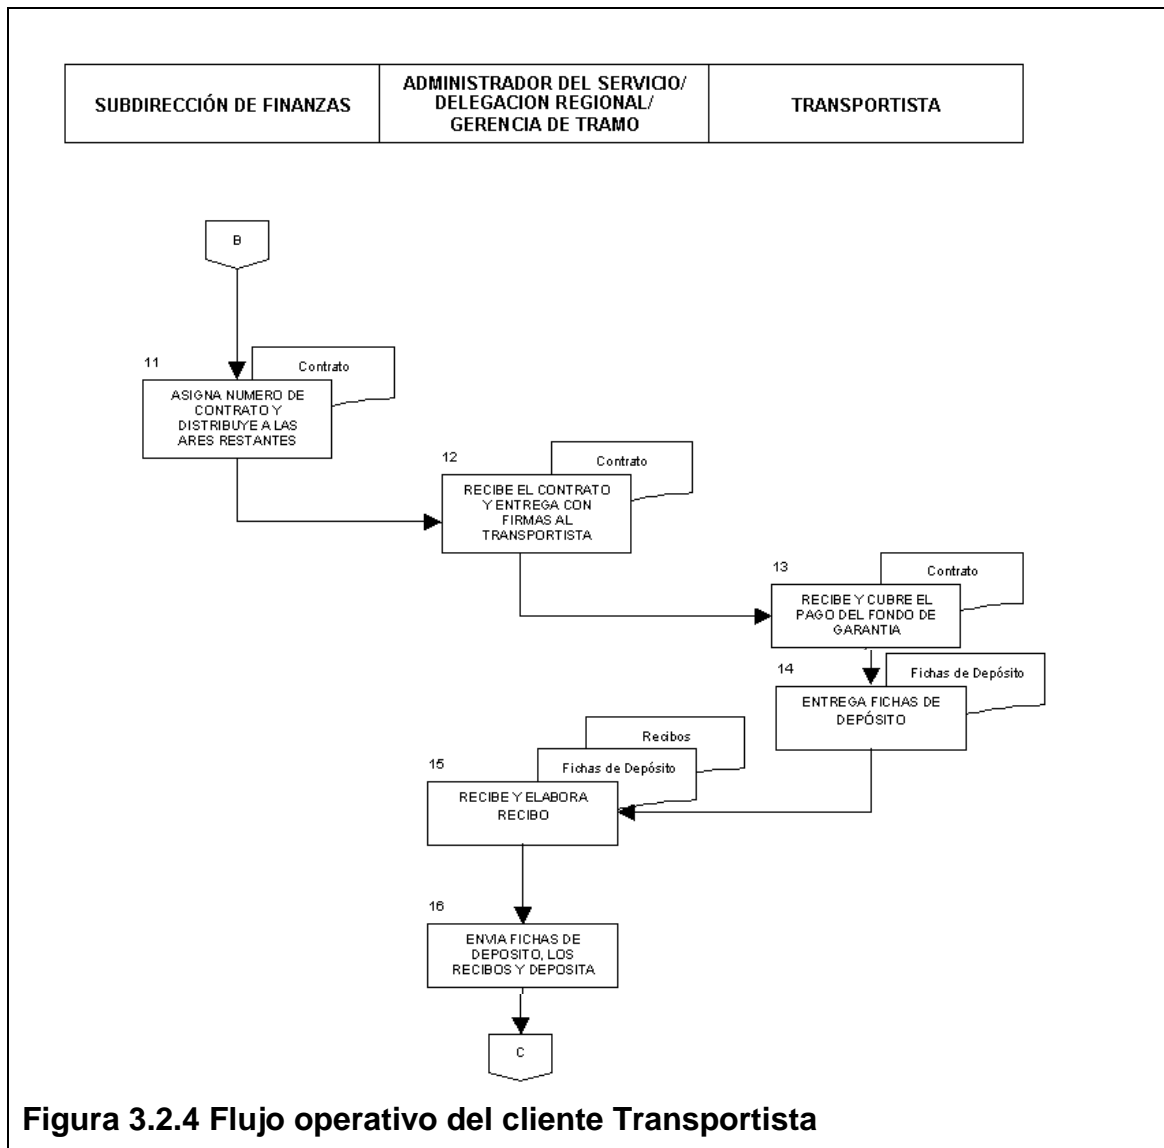 SUBDIRECCIÓN DE FINANZAS
ADMINISTRADOR DEL SERVICIO/
DELEGACION REGIONAL/
GERENCIA DE TRAMO
TRANSPORTISTA
B
11
Contrato
ASIGNA NUMERO DE
CONTRATO Y
DISTRIBUYE A LAS
ARES RESTANTES
12
Contrato
RECIBE EL CONTRATO
Y ENTREGA CON
FIRMAS AL
TRANSPORTISTA
13
Contrato
RECIBE Y CUBRE EL
PAGO DEL FONDO DE
GARANTIA
14
Fichas de Depósito
ENTREGA FICHAS DE
DEPÓSITO
Recibos
Fichas de Depósito
15
RECIBE Y ELABORA
RECIBO
16
ENVIA FICHAS DE
DEPOSITO, LOS
RECIBOS Y DEPOSITA
C
Figura 3.2.4 Flujo operativo del cliente Transportista